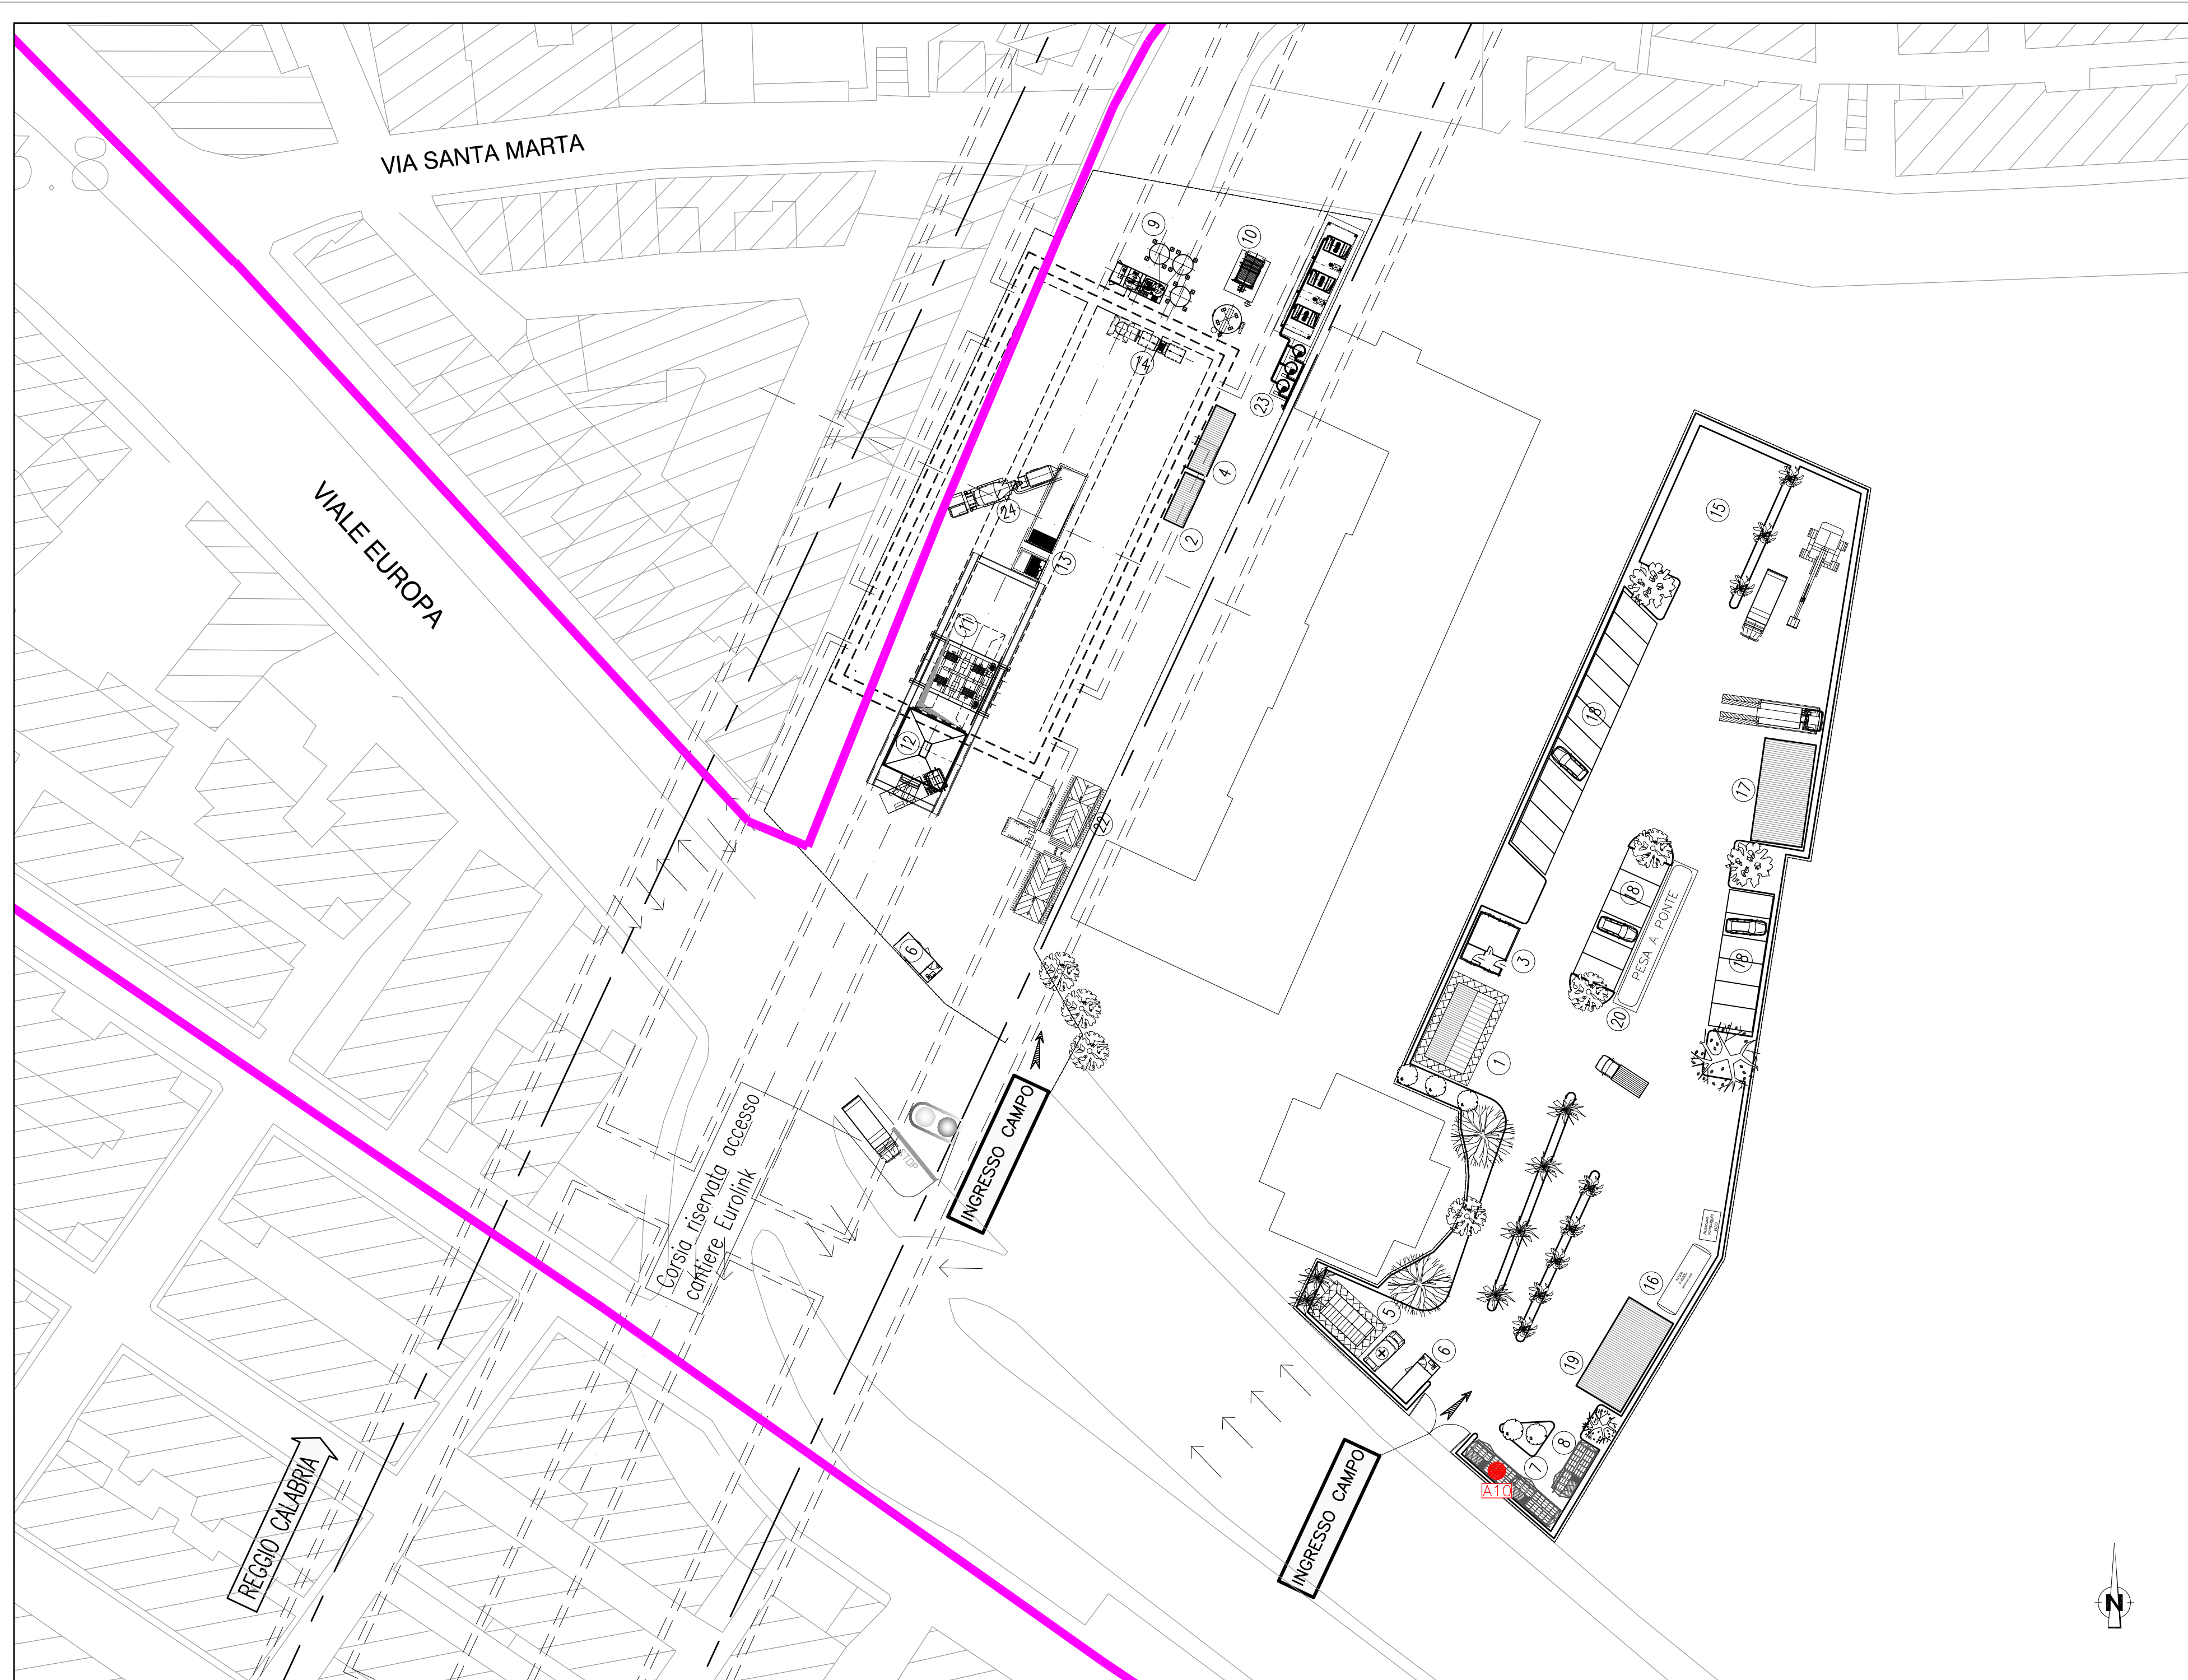 VIA SANTA MARTA
VIALE EUROPA
9
10
14
23
4
2
24
13
11
12
22
6
15
18
17
18
PESA A PONTE
18
3
20
1
INGRESSO CAMPO
STOP
Corsia riservata accesso
cantiere Eurolink
16
5
6
19
8
7
A10
INGRESSO CAMPO
REGGIO CALABRIA
N